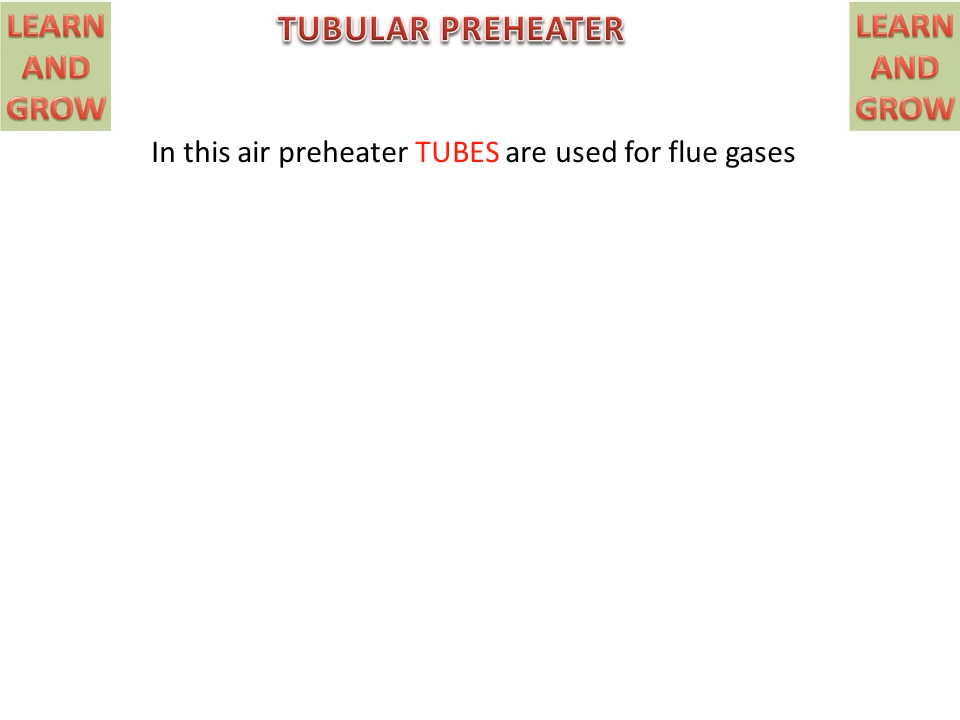 LEARN
AND
GROW
TUBULAR PREHEATER
LEARN
AND
GROW
In this air preheater TUBES are used for flue gases